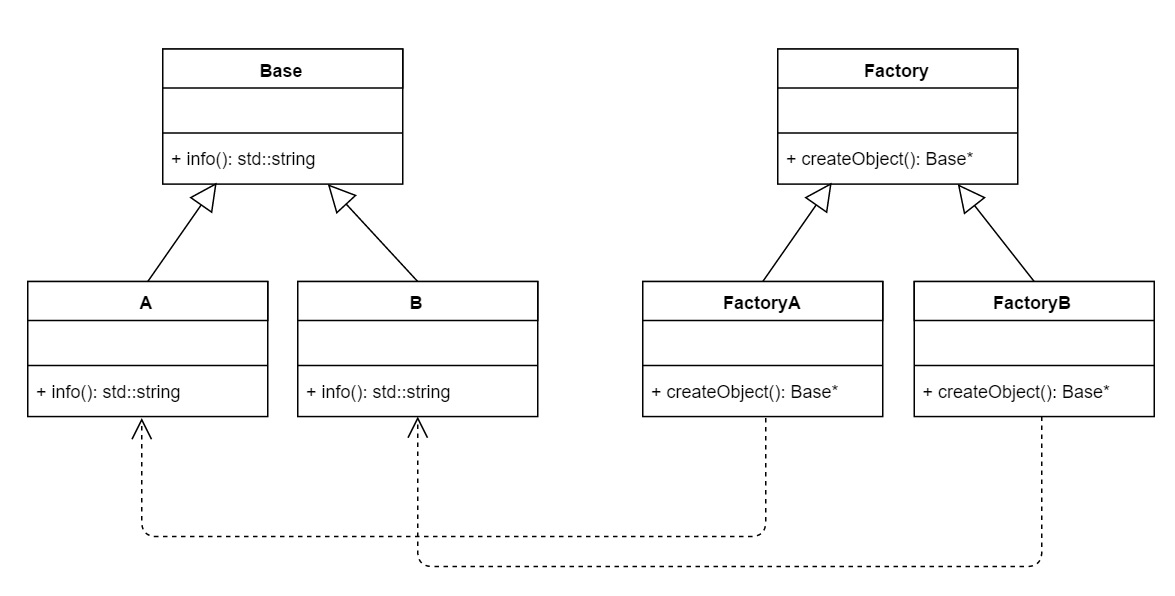 Base
+ info(): std::string
Factory
+ createObject(): Base*
A
+ info(): std::string
B
+ info(): std::string
FactoryA
+ createObject(): Base*
FactoryB
+ createObject(): Base*